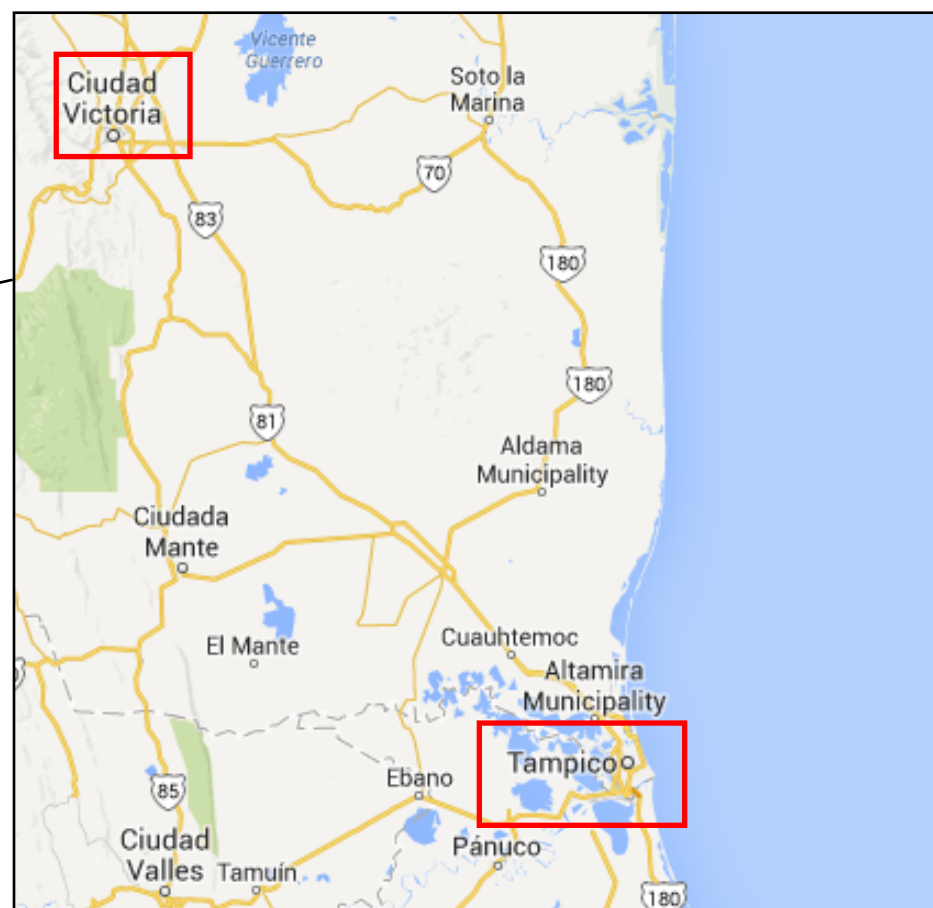 Vicente
Guerrero
Ciudad
Victoria
Soto la
Marina
70
83
180
180
81
Aldama
Municipality
Ciudada
Mante
El Mante
Cuauhtemoc
Altamira
Municipality
Tampico
Ebano
85
Ciudad
Valles
Pánuco
Tamuín
180